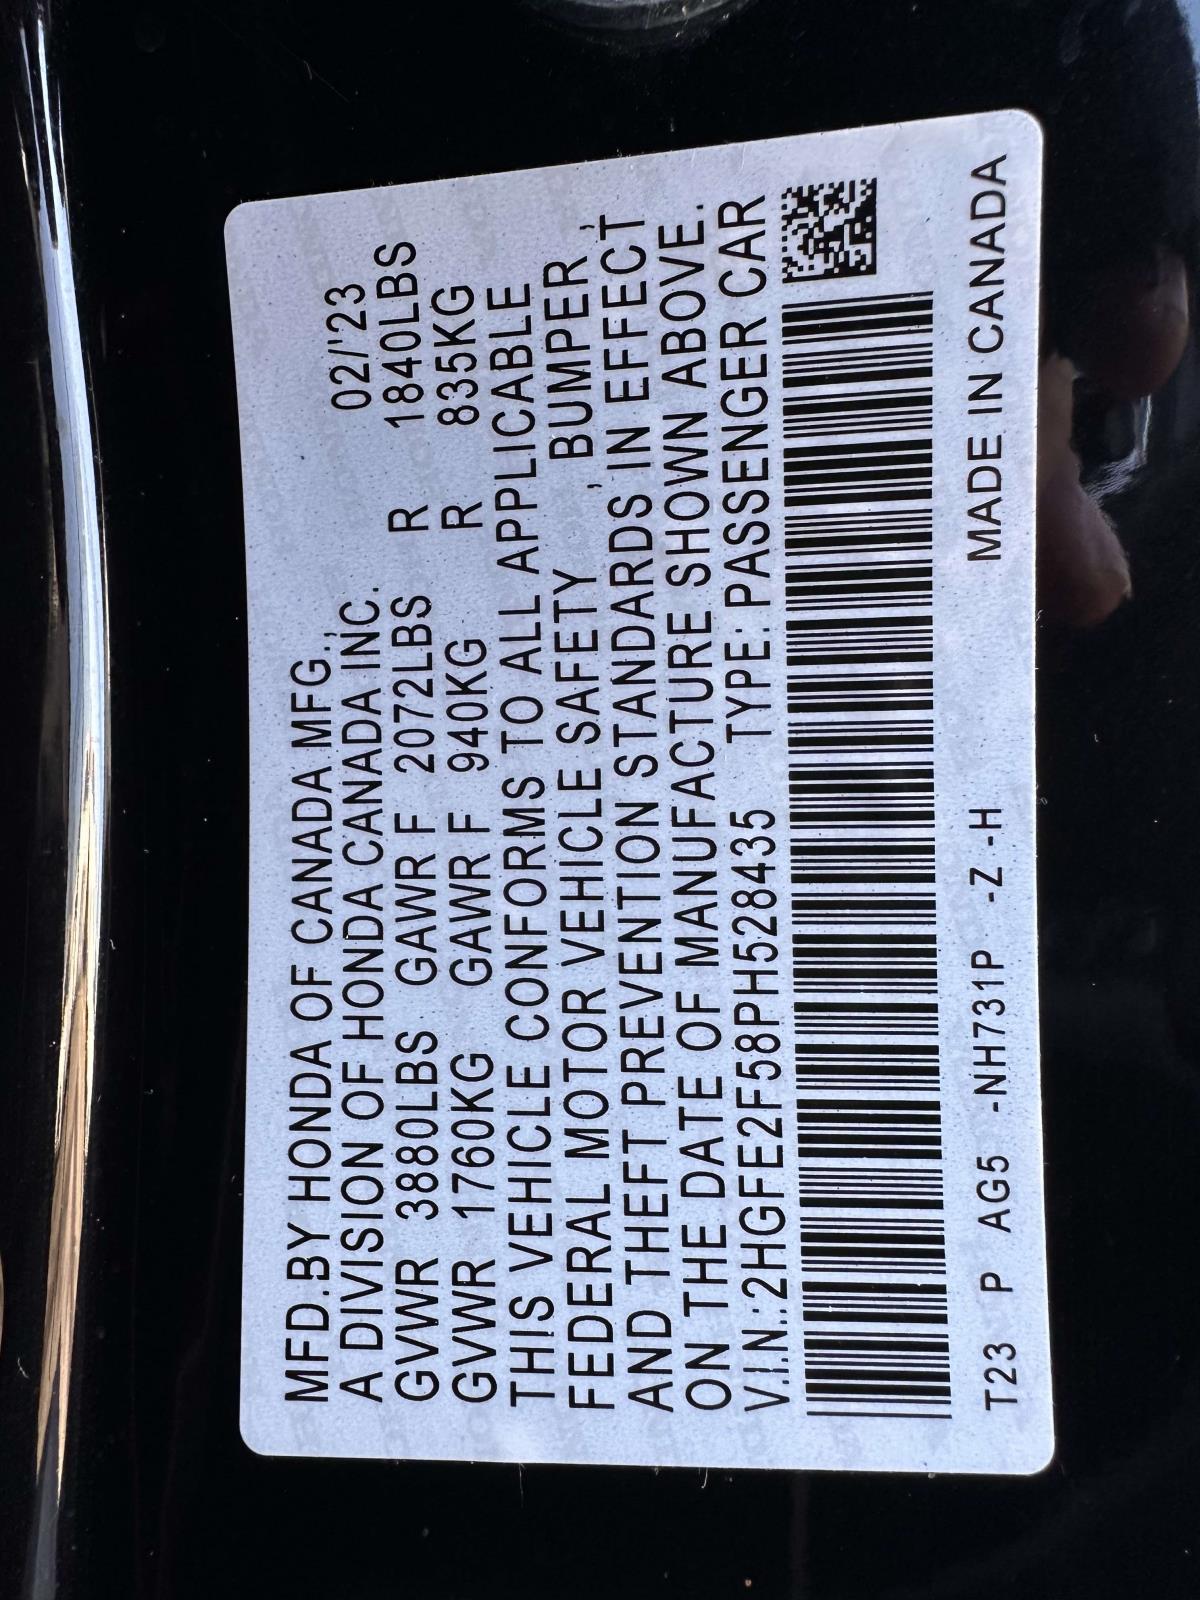 MFD.BY HONDA OF CANADA MFG.,
A DIVISION OF HONDA CANADA INC. 02/'23
GVWR 3880LBS GAWR F 2072LBS R 1840LBS
GVWR 1760KG GAWR F 940KG R 835KG
THIS VEHICLE CONFORMS TO ALL APPLICABLE
FEDERAL MOTOR VEHICLE SAFETY , BUMPER ,
AND THEFT PREVENTION STANDARDS IN EFFECT
ON THE DATE OF MANUFACTURE SHOWN ABOVE.
V.I.N.:2HGFE2F58PH528435 TYPE: PASSENGER CAR
T23 P AG5 -NH731P -Z -H MADE IN CANADA